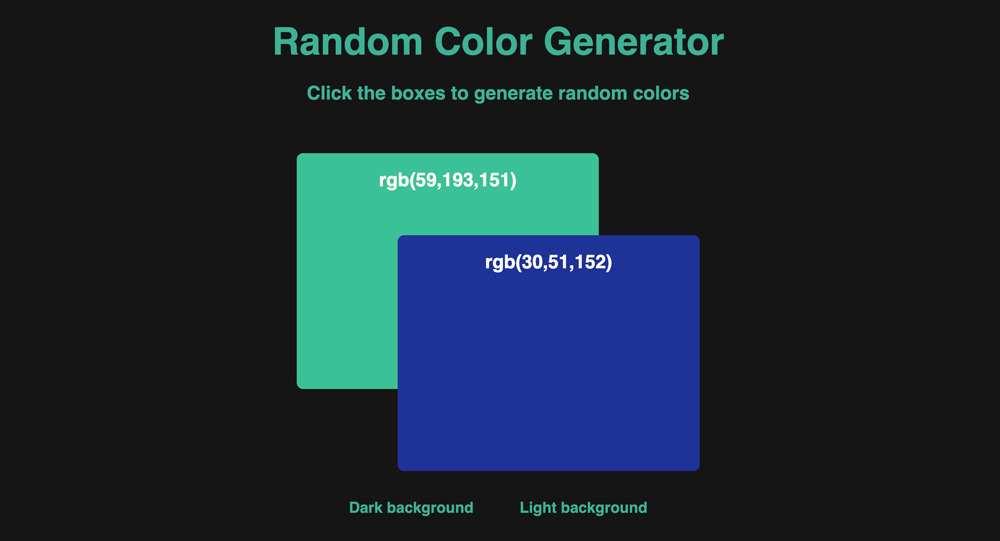 Random Color Generator
Click the boxes to generate random colors
rgb(59,193,151)
rgb(30,51,152)
Dark background
Light background